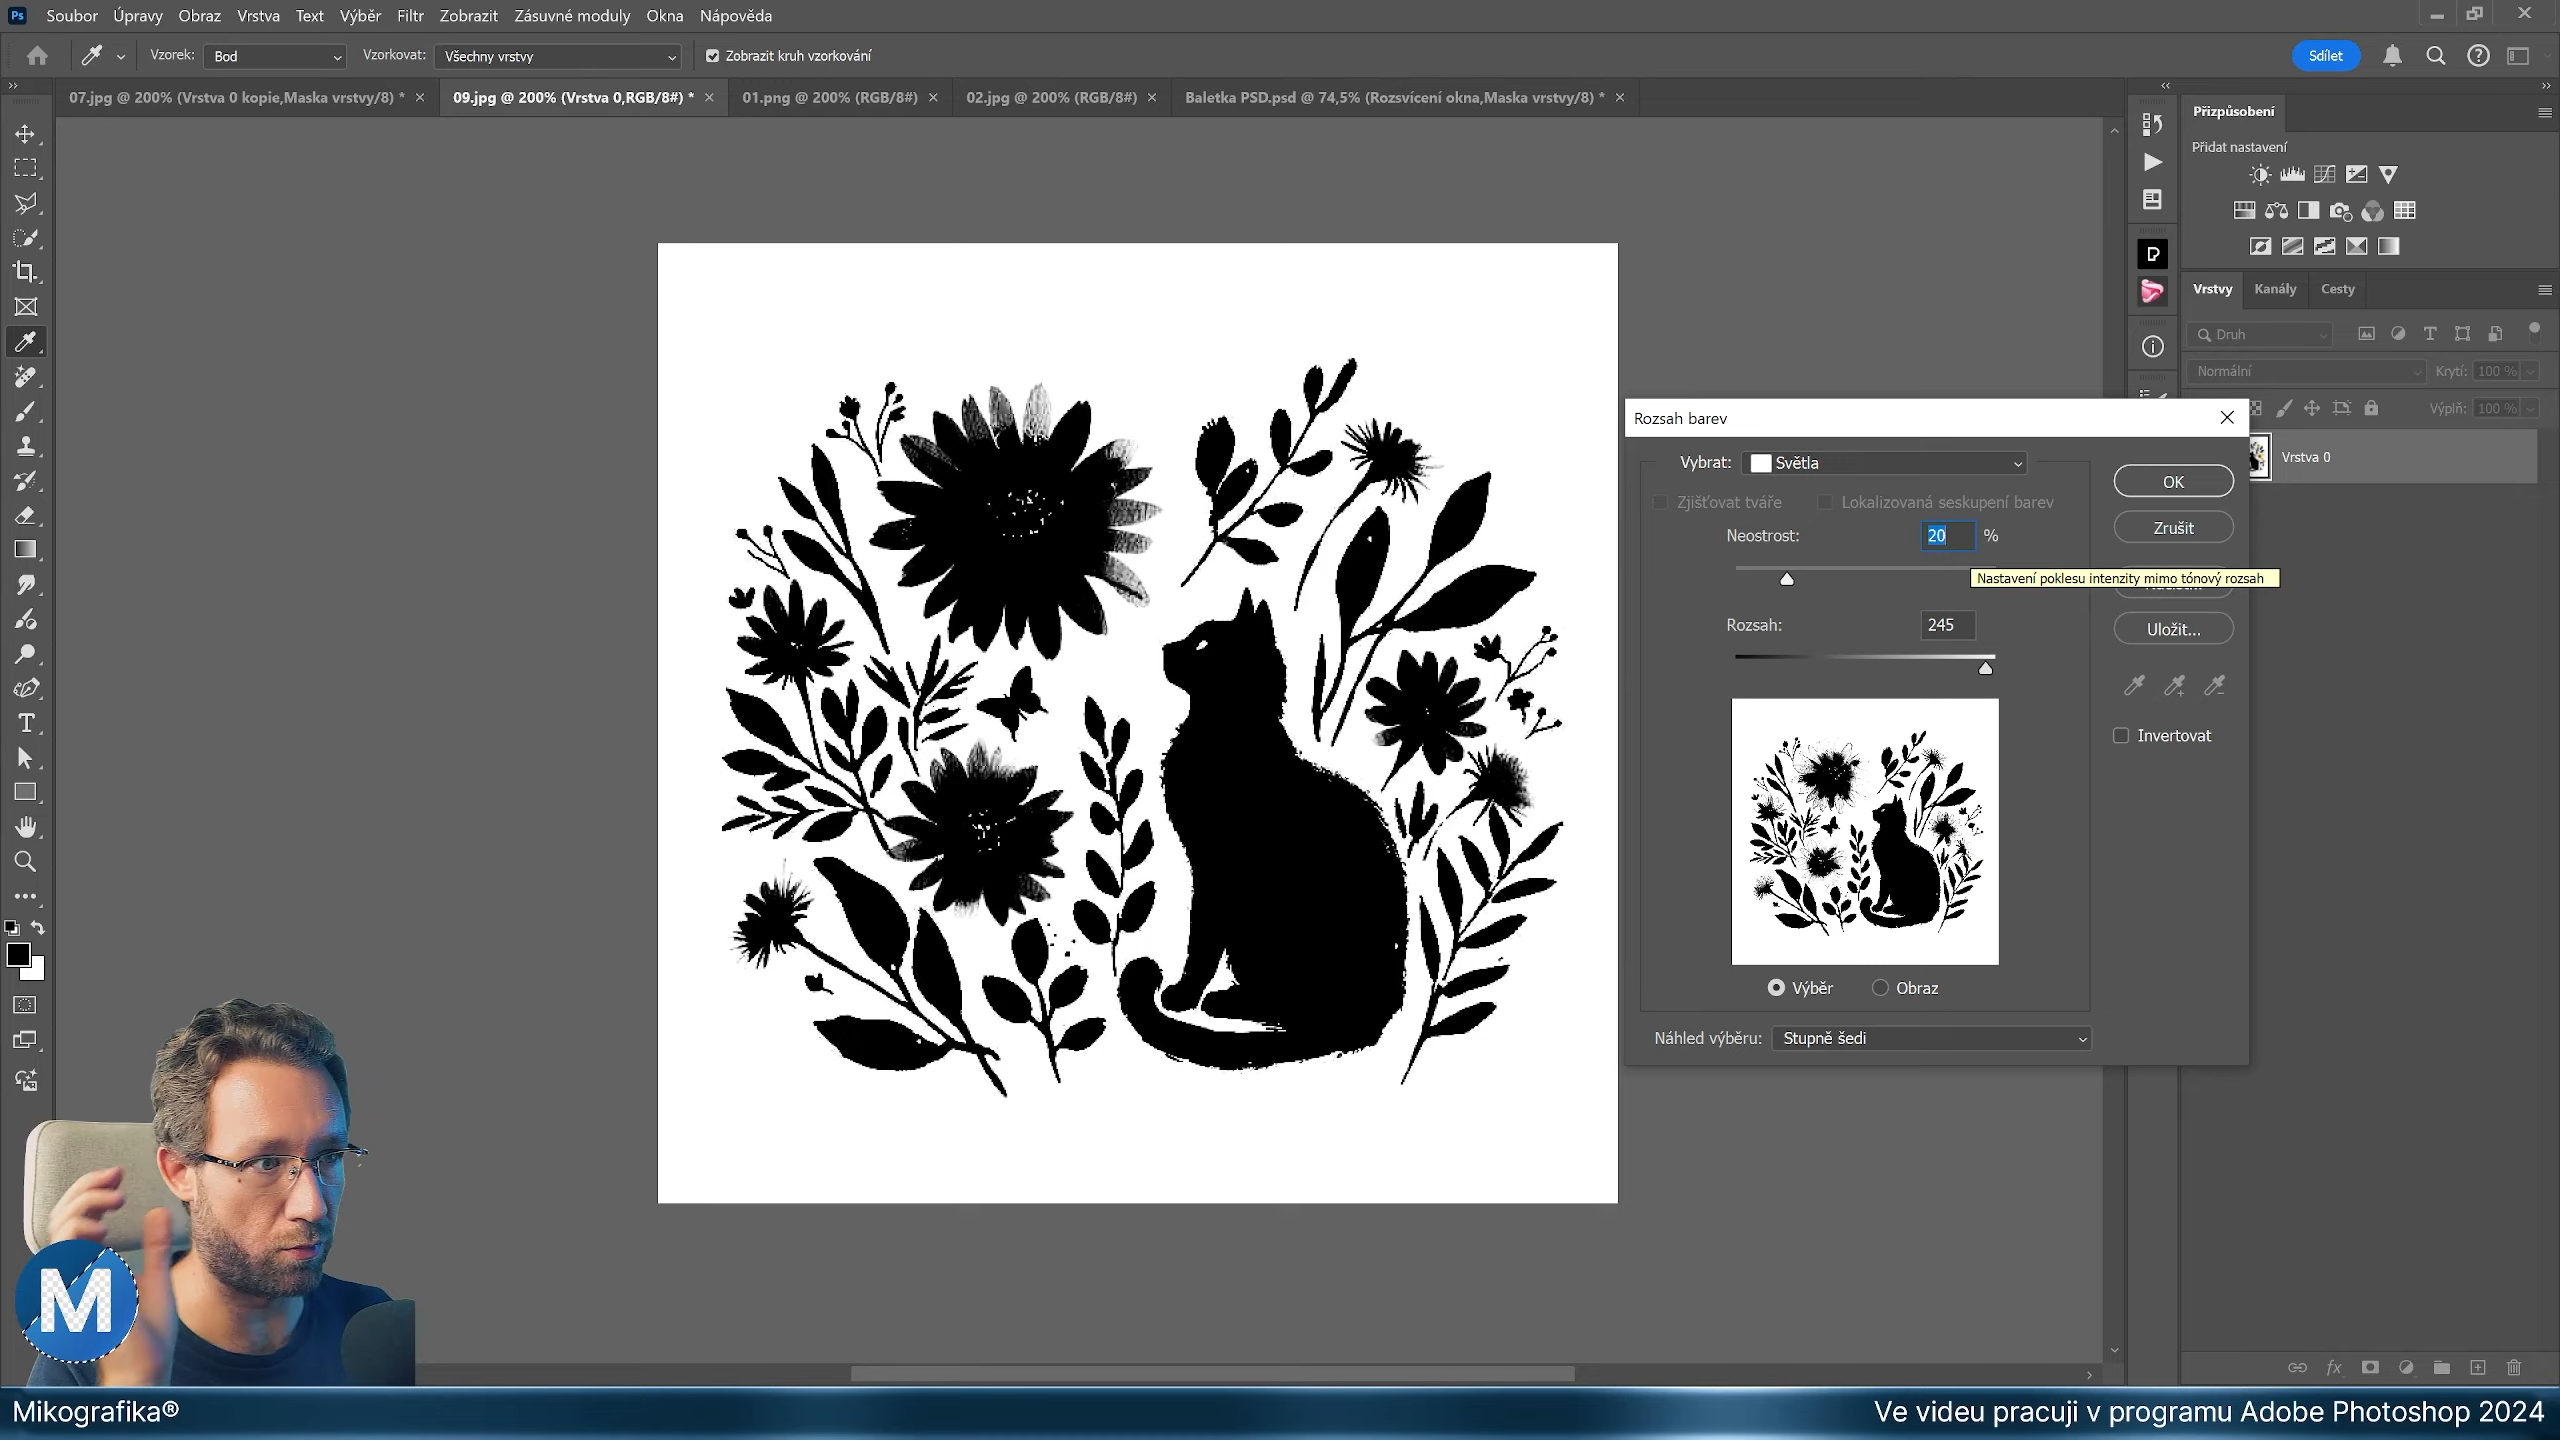 Ps Soubor Úpravy Obraz Vrstva Text Výběr Filtr Zobrazit Zásuvné moduly Okna Nápověda
Vzorek: Bod Vzorkovat: Všechny vrstvy Zobrazit kruh vzorkování Sdílet
07.jpg @ 200% (Vrstva 0 kopie,Maska vrstvy/8) * 09.jpg @ 200% (Vrstva 0,RGB/8#) * 01.png @ 200% (RGB/8#) 02.jpg @ 200% (RGB/8#) Baletka PSD.psd @ 74,5% (Rozsvícení okna,Maska vrstvy/8) *
Přizpůsobení
Přidat nastavení
Vrstvy Kanály Cesty
Druh
Normální Krytí: 100 %
Výplň: 100 %
Vrstva 0
Rozsah barev
Vybrat: Světla
OK
Zjišťovat tváře Lokalizovaná seskupení barev
Zrušit
Neostrost: 20 %
Nastavení poklesu intenzity mimo tónový rozsah
Rozsah: 245
Uložit...
Invertovat
Výběr Obraz
Náhled výběru: Stupně šedi
M
Mikografika®
Ve videu pracuji v programu Adobe Photoshop 2024